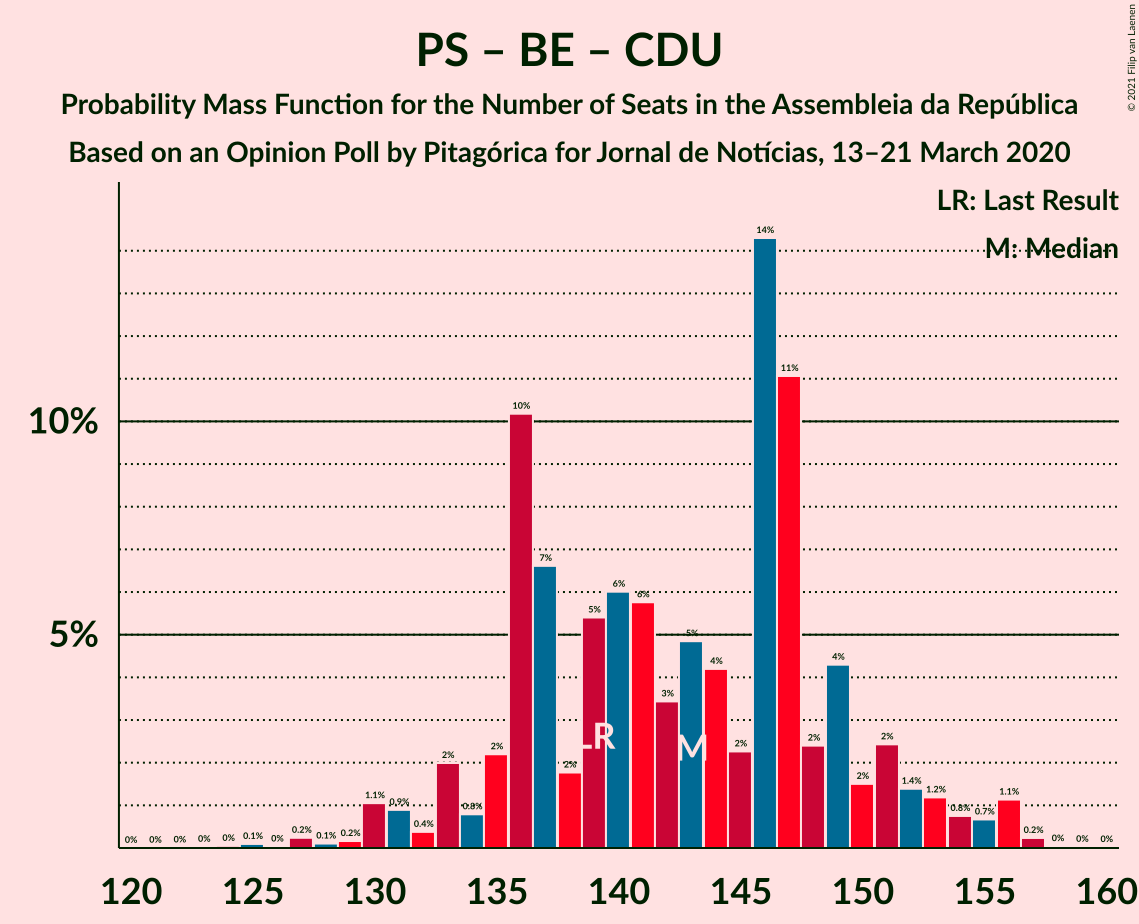 PS – BE – CDU
Probability Mass Function for the Number of Seats in the Assembleia da República
Based on an Opinion Poll by Pitagórica for Jornal de Notícias, 13–21 March 2020
© 2021 Filip van Laenen
LR: Last Result
M: Median
10%
5%
0% 0% 0% 0% 0% 0.1% 0% 0.2% 0.1% 0.2% 1.1% 0.9% 0.4% 2% 0.8% 2% 10% 7% 2% 5% 6% 6% 3% 5% 4% 2% 14% 11% 2% 4% 2% 2% 1.4% 1.2% 0.8% 0.7% 1.1% 0.2% 0% 0% 0%
LR
M
120 125 130 135 140 145 150 155 160